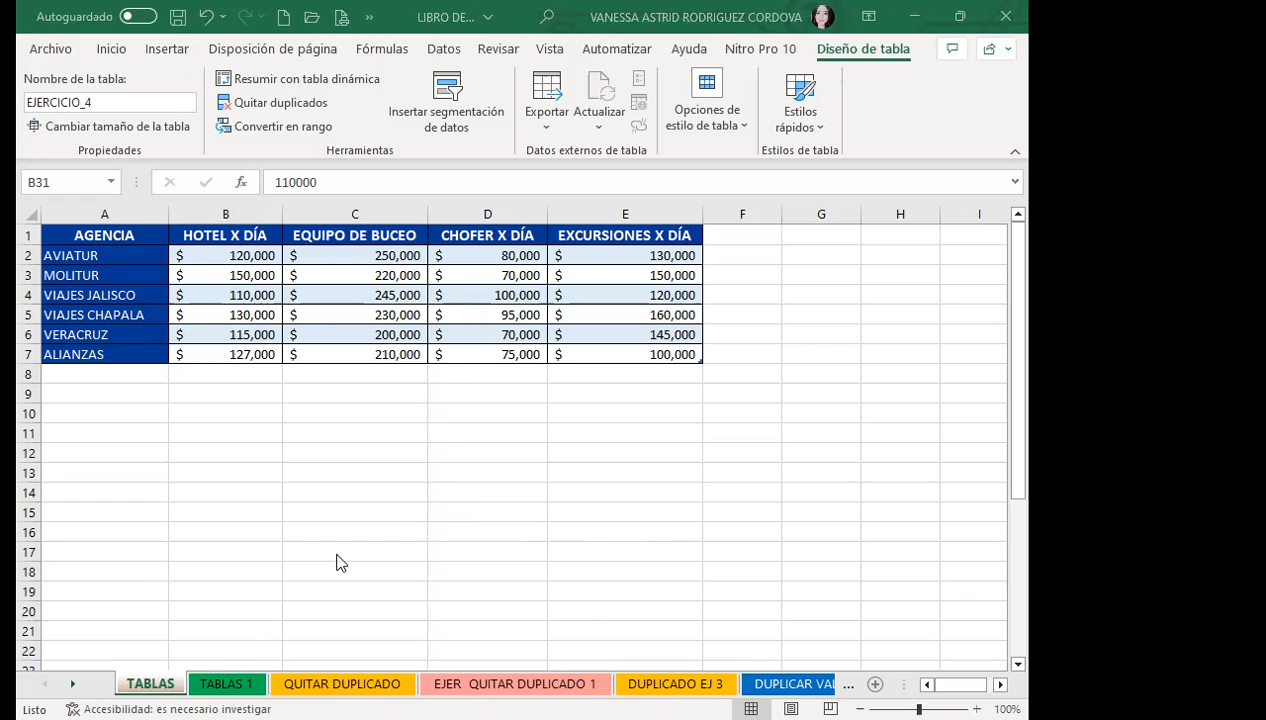 Autoguardado LIBRO DE... VANESSA ASTRID RODRIGUEZ CORDOVA
Archivo Inicio Insertar Disposición de página Fórmulas Datos Revisar Vista Automatizar Ayuda Nitro Pro 10 Diseño de tabla
Nombre de la tabla:
EJERCICIO_4
Cambiar tamaño de la tabla
Propiedades
Resumir con tabla dinámica
Quitar duplicados
Convertir en rango
Insertar segmentación
de datos
Herramientas
Exportar
Actualizar
Datos externos de tabla
Opciones de
estilo de tabla
Estilos
rápidos
Estilos de tabla
B31 fx 110000
A B C D E F G H I
1 AGENCIA HOTEL X DÍA EQUIPO DE BUCEO CHOFER X DÍA EXCURSIONES X DÍA
2 AVIATUR $ 120,000 $ 250,000 $ 80,000 $ 130,000
3 MOLITUR $ 150,000 $ 220,000 $ 70,000 $ 150,000
4 VIAJES JALISCO $ 110,000 $ 245,000 $ 100,000 $ 120,000
5 VIAJES CHAPALA $ 130,000 $ 230,000 $ 95,000 $ 160,000
6 VERACRUZ $ 115,000 $ 200,000 $ 70,000 $ 145,000
7 ALIANZAS $ 127,000 $ 210,000 $ 75,000 $ 100,000
8
9
10
11
12
13
14
15
16
17
18
19
20
21
22
23
TABLAS TABLAS 1 QUITAR DUPLICADO EJER QUITAR DUPLICADO 1 DUPLICADO EJ 3 DUPLICAR VAL ...
Listo Accesibilidad: es necesario investigar 100%